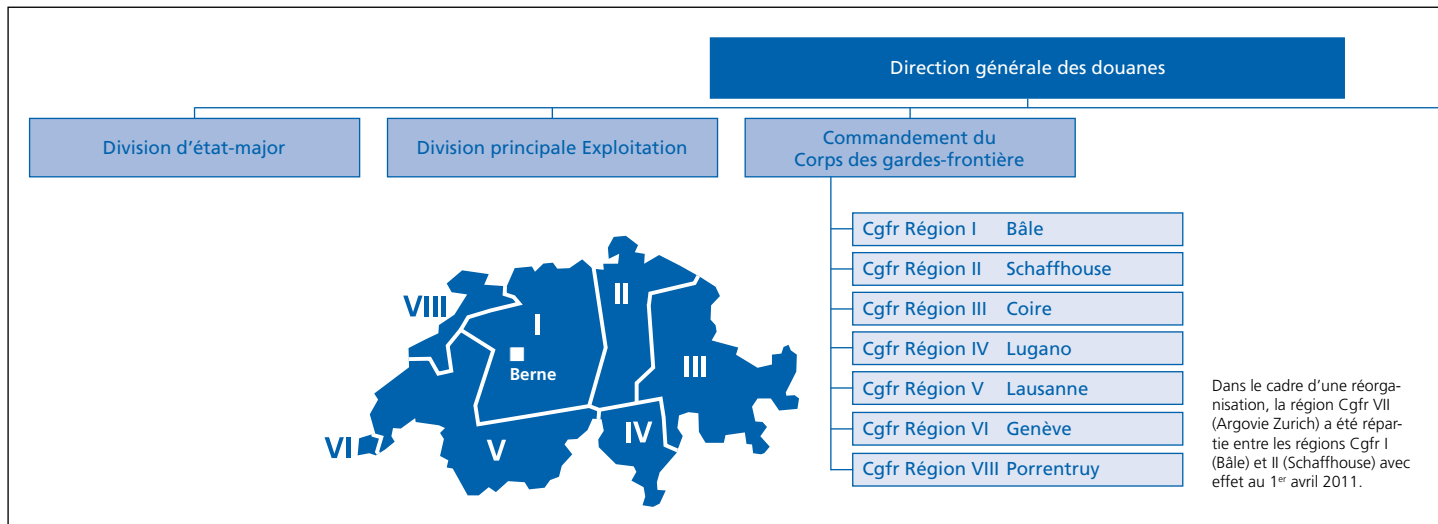 Direction générale des douanes
Division d'état-major
Division principale Exploitation
Commandement du
Corps des gardes-frontière
Cgfr Région I Bâle
Cgfr Région II Schaffhouse
Cgfr Région III Coire
Cgfr Région IV Lugano
Cgfr Région V Lausanne
Cgfr Région VI Genève
Cgfr Région VIII Porrentruy
VIII
I
II
III
Berne
VI
V
IV
Dans le cadre d'une réorga-
nisation, la région Cgfr VII
(Argovie Zurich) a été répar-
tie entre les régions Cgfr I
(Bâle) et II (Schaffhouse) avec
effet au 1er avril 2011.